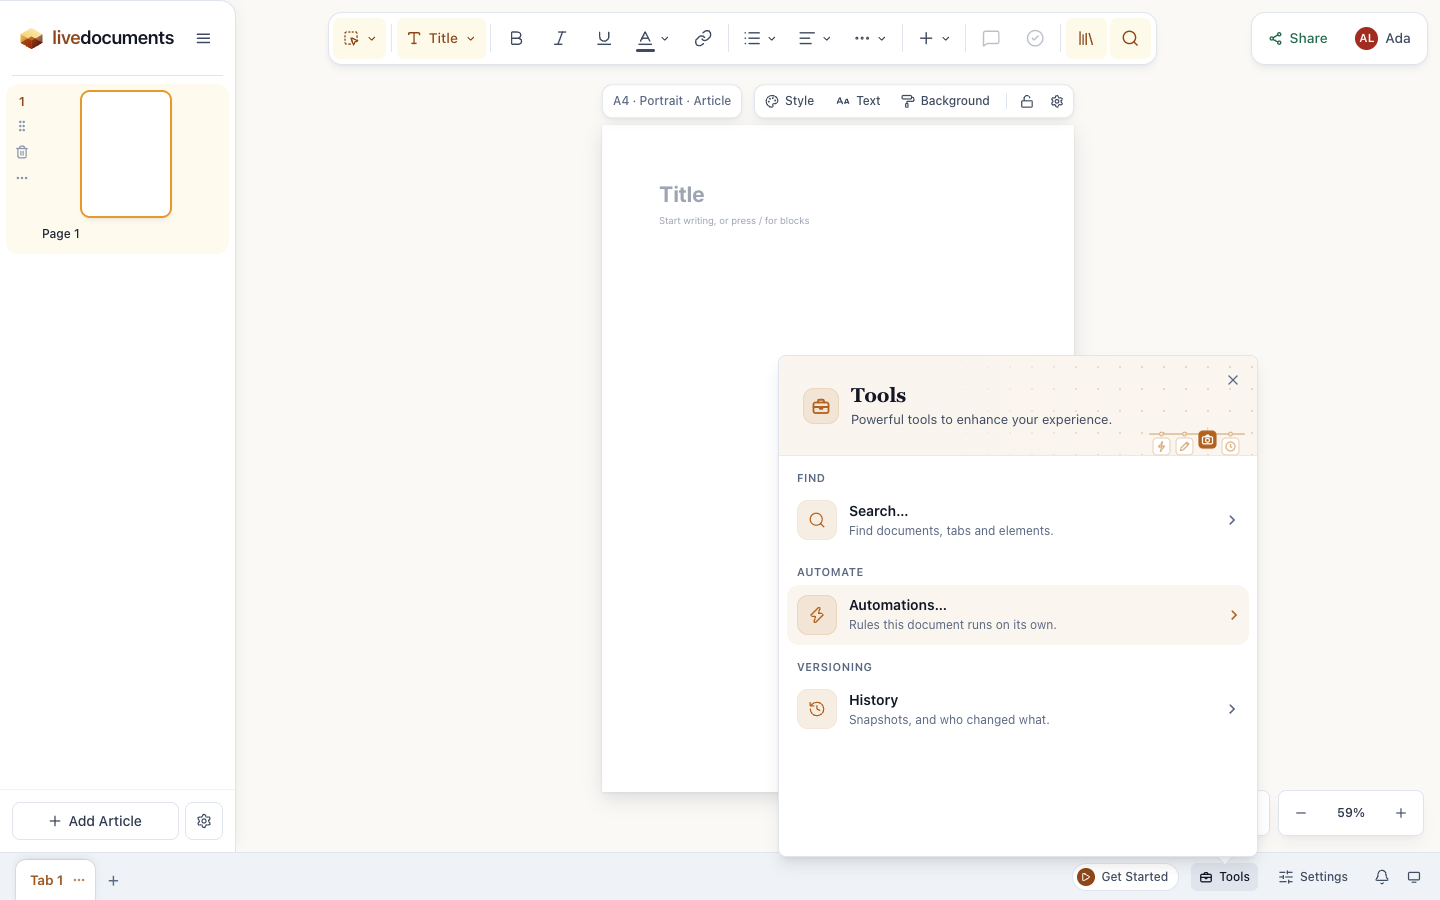 livedocuments
Title
Share
AL
Ada
1
Page 1
A4 · Portrait · Article
Style
Text
Background
Title
Start writing, or press / for blocks
Tools
Powerful tools to enhance your experience.
FIND
Search...
Find documents, tabs and elements.
AUTOMATE
Automations...
Rules this document runs on its own.
VERSIONING
History
Snapshots, and who changed what.
59%
Add Article
Tab 1
Get Started
Tools
Settings